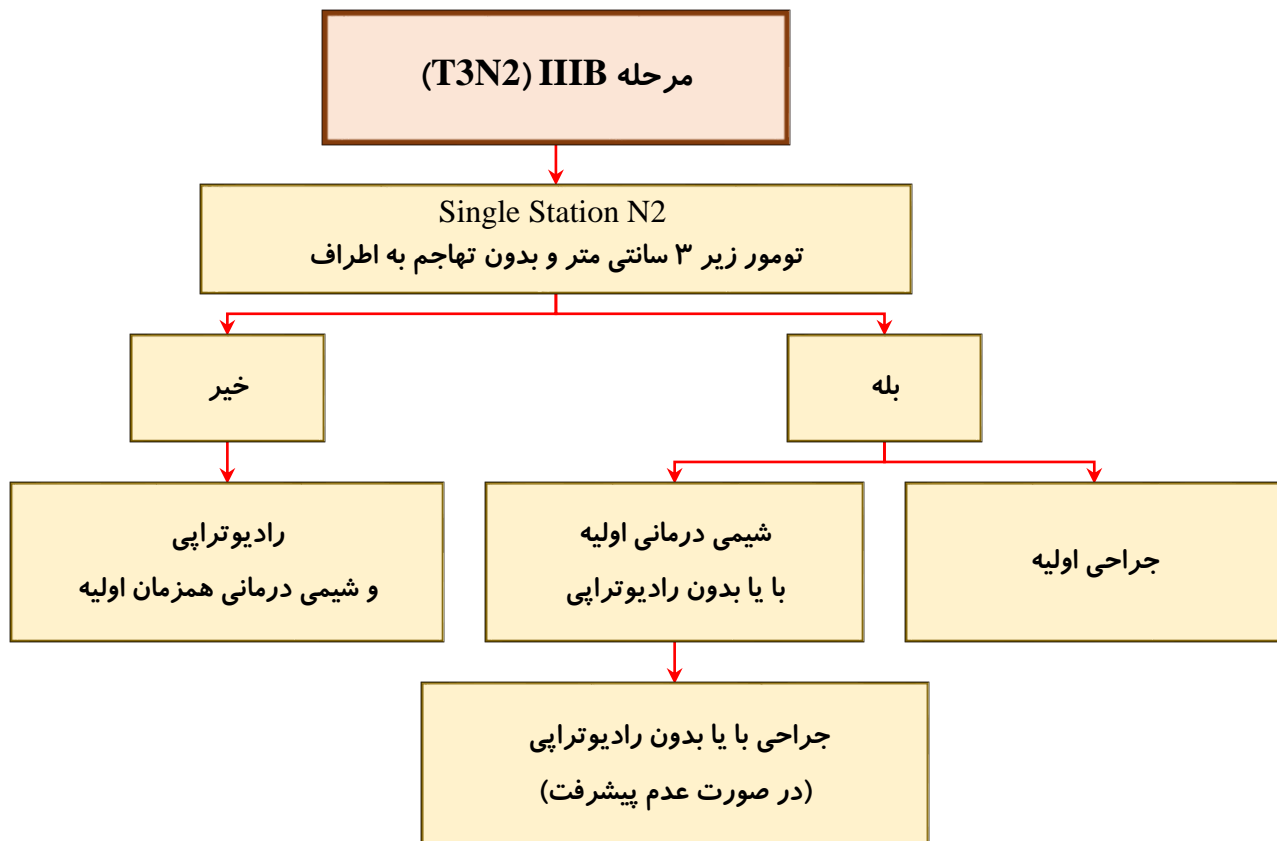 مرحله IIIB (T3N2)
Single Station N2
تومور زیر ۳ سانتی متر و بدون تهاجم به اطراف
بله
خیر
جراحی اولیه
شیمی درمانی اولیه
با یا بدون رادیوتراپی
رادیوتراپی
و شیمی درمانی همزمان اولیه
جراحی با یا بدون رادیوتراپی
(در صورت عدم پیشرفت)